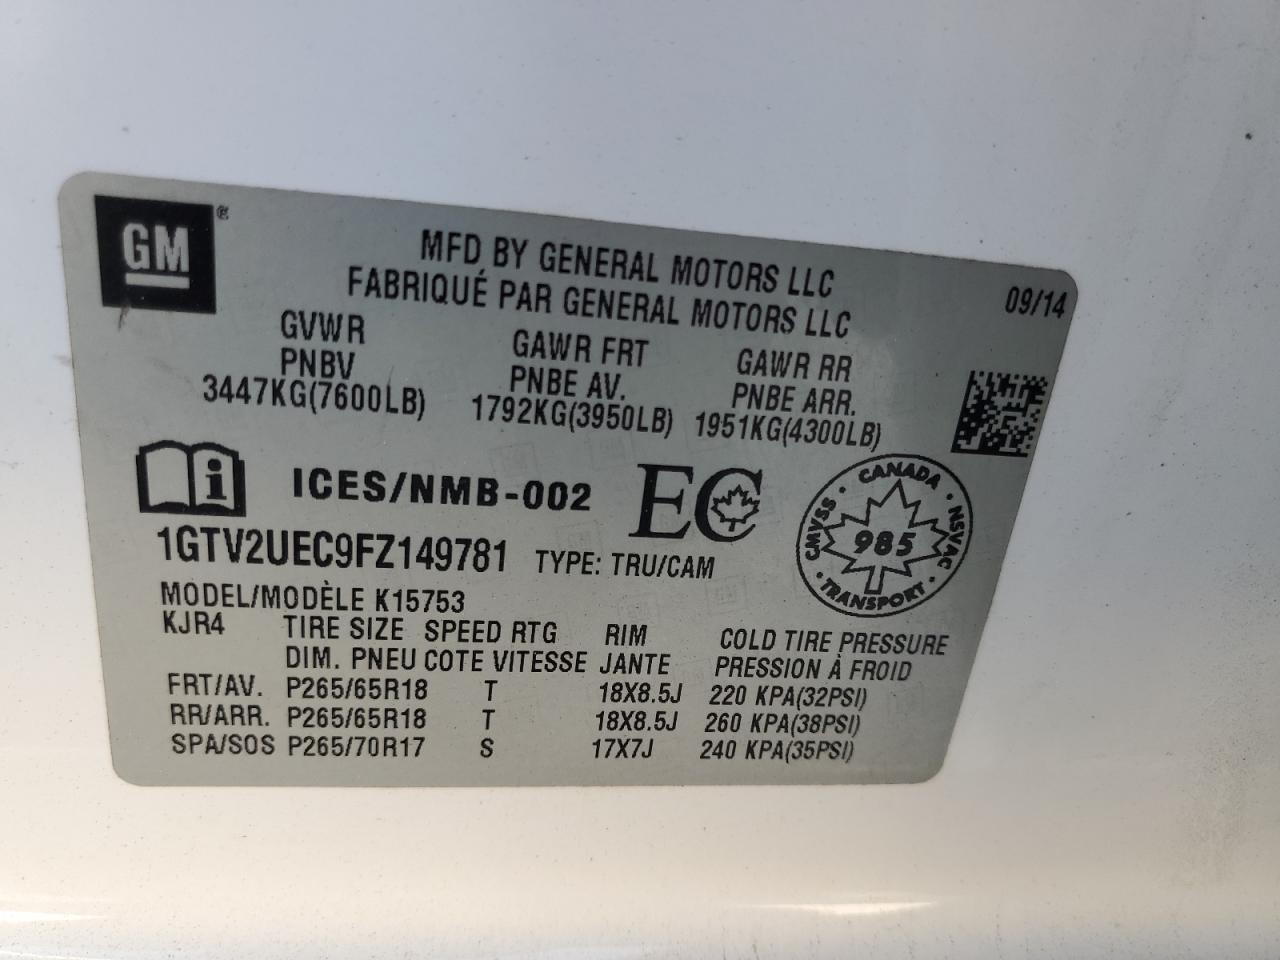 GM ®
MFD BY GENERAL MOTORS LLC
FABRIQUÉ PAR GENERAL MOTORS LLC
09/14
GVWR GAWR FRT GAWR RR
PNBV PNBE AV. PNBE ARR.
3447KG(7600LB) 1792KG(3950LB) 1951KG(4300LB)
i ICES/NMB-002 EC
CANADA
CMVSS 985 NSVAC
TRANSPORT
1GTV2UEC9FZ149781 TYPE: TRU/CAM
MODEL/MODÈLE K15753
KJR4 TIRE SIZE SPEED RTG RIM COLD TIRE PRESSURE
DIM. PNEU COTE VITESSE JANTE PRESSION À FROID
FRT/AV. P265/65R18 T 18X8.5J 220 KPA(32PSI)
RR/ARR. P265/65R18 T 18X8.5J 260 KPA(38PSI)
SPA/SOS P265/70R17 S 17X7J 240 KPA(35PSI)